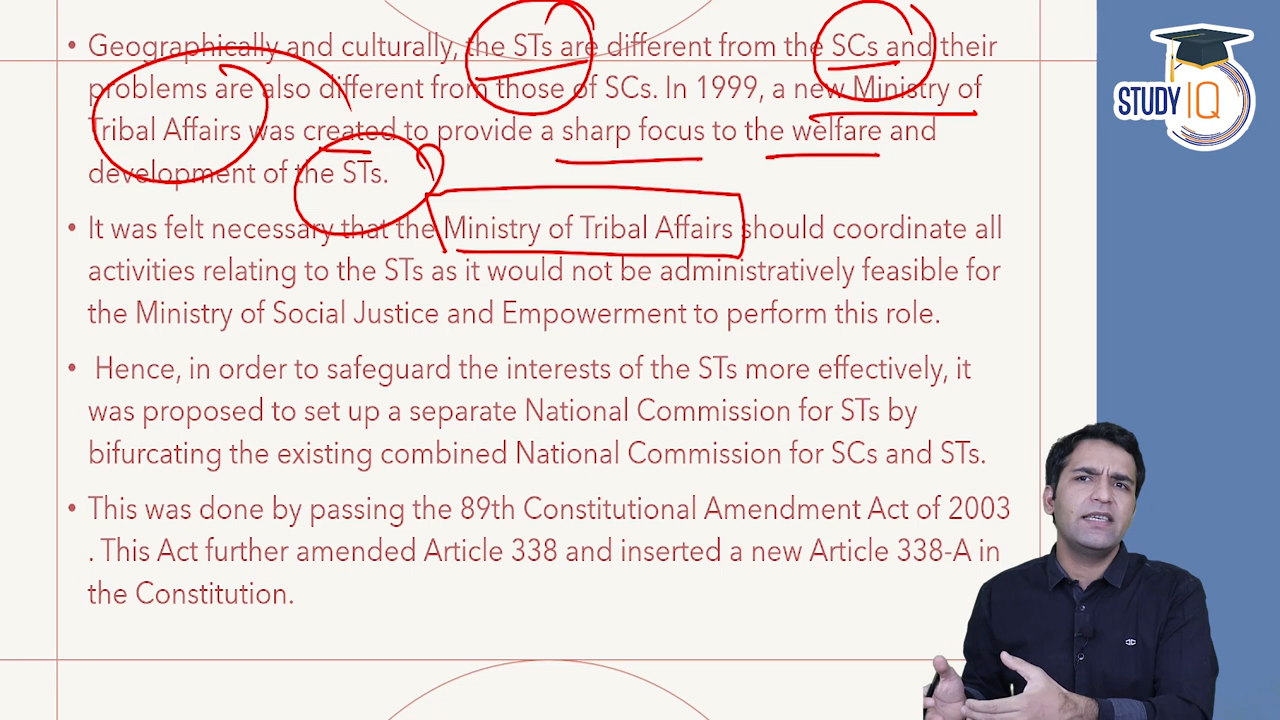 • Geographically and culturally, the STs are different from the SCs and their
problems are also different from those of SCs. In 1999, a new Ministry of
Tribal Affairs was created to provide a sharp focus to the welfare and
development of the STs.
• It was felt necessary that the Ministry of Tribal Affairs should coordinate all
activities relating to the STs as it would not be administratively feasible for
the Ministry of Social Justice and Empowerment to perform this role.
• Hence, in order to safeguard the interests of the STs more effectively, it
was proposed to set up a separate National Commission for STs by
bifurcating the existing combined National Commission for SCs and STs.
• This was done by passing the 89th Constitutional Amendment Act of 2003
. This Act further amended Article 338 and inserted a new Article 338-A in
the Constitution.
STUDY IQ